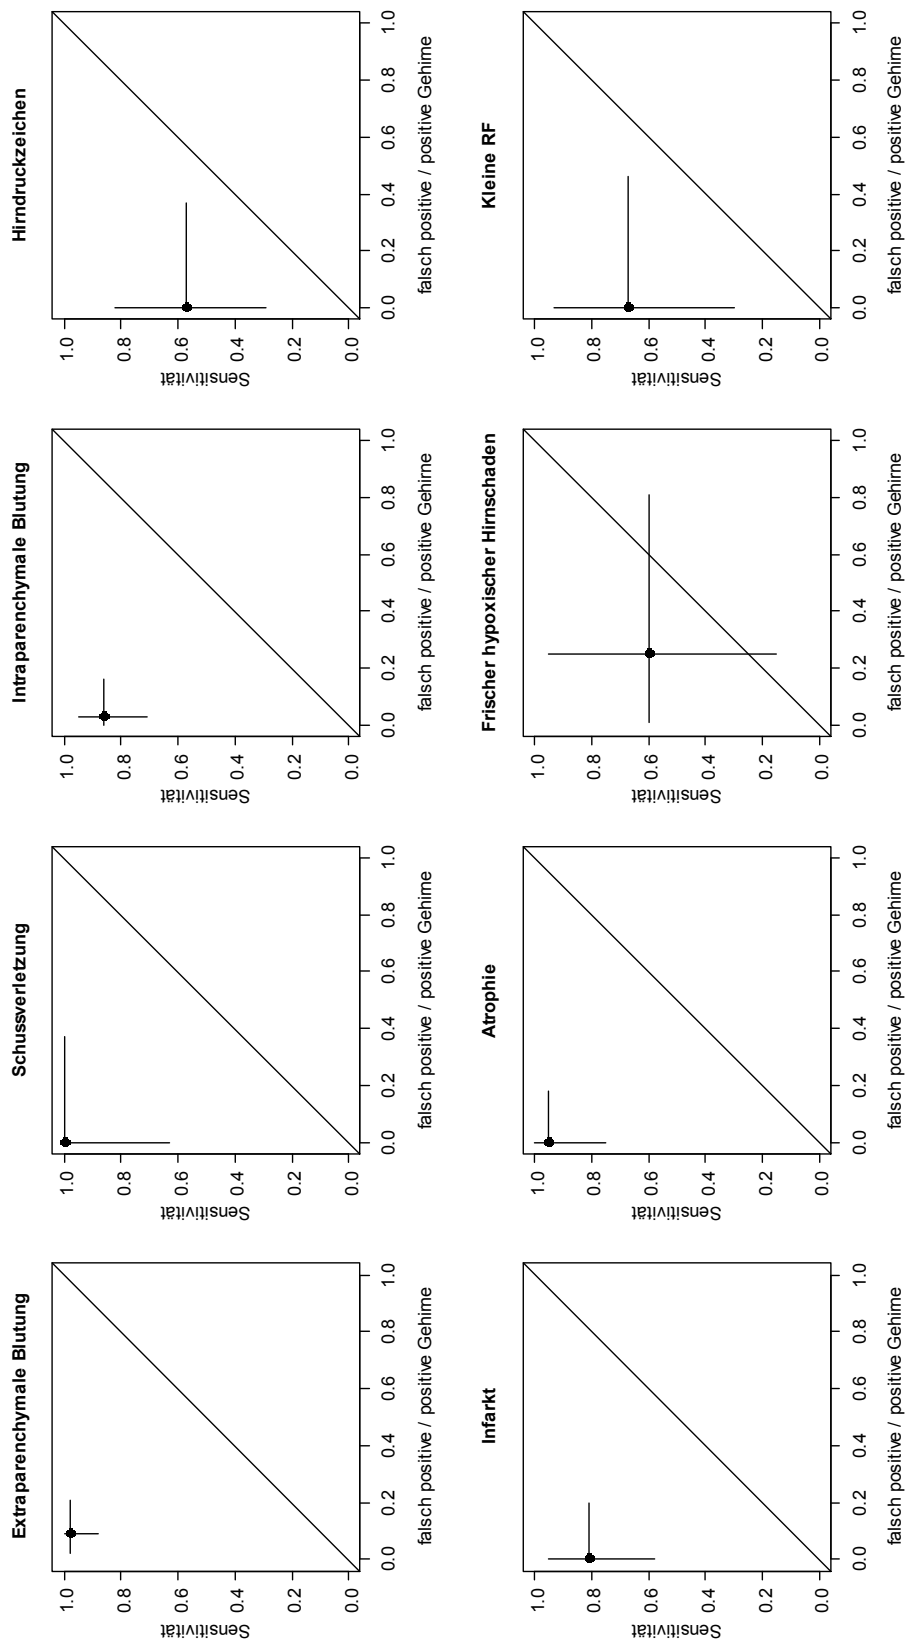 Extraparenchymale Blutung
Sensitivität
0.0 0.2 0.4 0.6 0.8 1.0
0.0 0.2 0.4 0.6 0.8 1.0
falsch positive / positive Gehirne
Schussverletzung
Sensitivität
0.0 0.2 0.4 0.6 0.8 1.0
0.0 0.2 0.4 0.6 0.8 1.0
falsch positive / positive Gehirne
Intraparenchymale Blutung
Sensitivität
0.0 0.2 0.4 0.6 0.8 1.0
0.0 0.2 0.4 0.6 0.8 1.0
falsch positive / positive Gehirne
Hirndruckzeichen
Sensitivität
0.0 0.2 0.4 0.6 0.8 1.0
0.0 0.2 0.4 0.6 0.8 1.0
falsch positive / positive Gehirne
Infarkt
Sensitivität
0.0 0.2 0.4 0.6 0.8 1.0
0.0 0.2 0.4 0.6 0.8 1.0
falsch positive / positive Gehirne
Atrophie
Sensitivität
0.0 0.2 0.4 0.6 0.8 1.0
0.0 0.2 0.4 0.6 0.8 1.0
falsch positive / positive Gehirne
Frischer hypoxischer Hirnschaden
Sensitivität
0.0 0.2 0.4 0.6 0.8 1.0
0.0 0.2 0.4 0.6 0.8 1.0
falsch positive / positive Gehirne
Kleine RF
Sensitivität
0.0 0.2 0.4 0.6 0.8 1.0
0.0 0.2 0.4 0.6 0.8 1.0
falsch positive / positive Gehirne